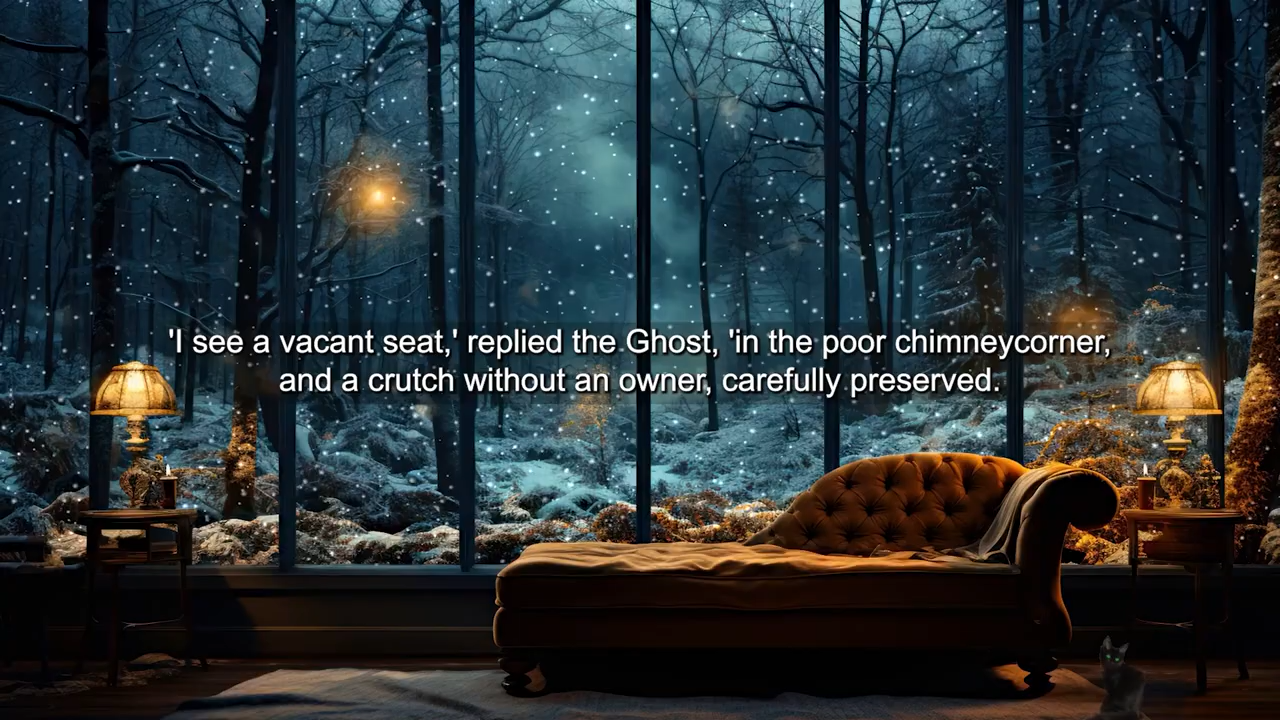 'I see a vacant seat,' replied the Ghost, 'in the poor chimneycorner,
and a crutch without an owner, carefully preserved.